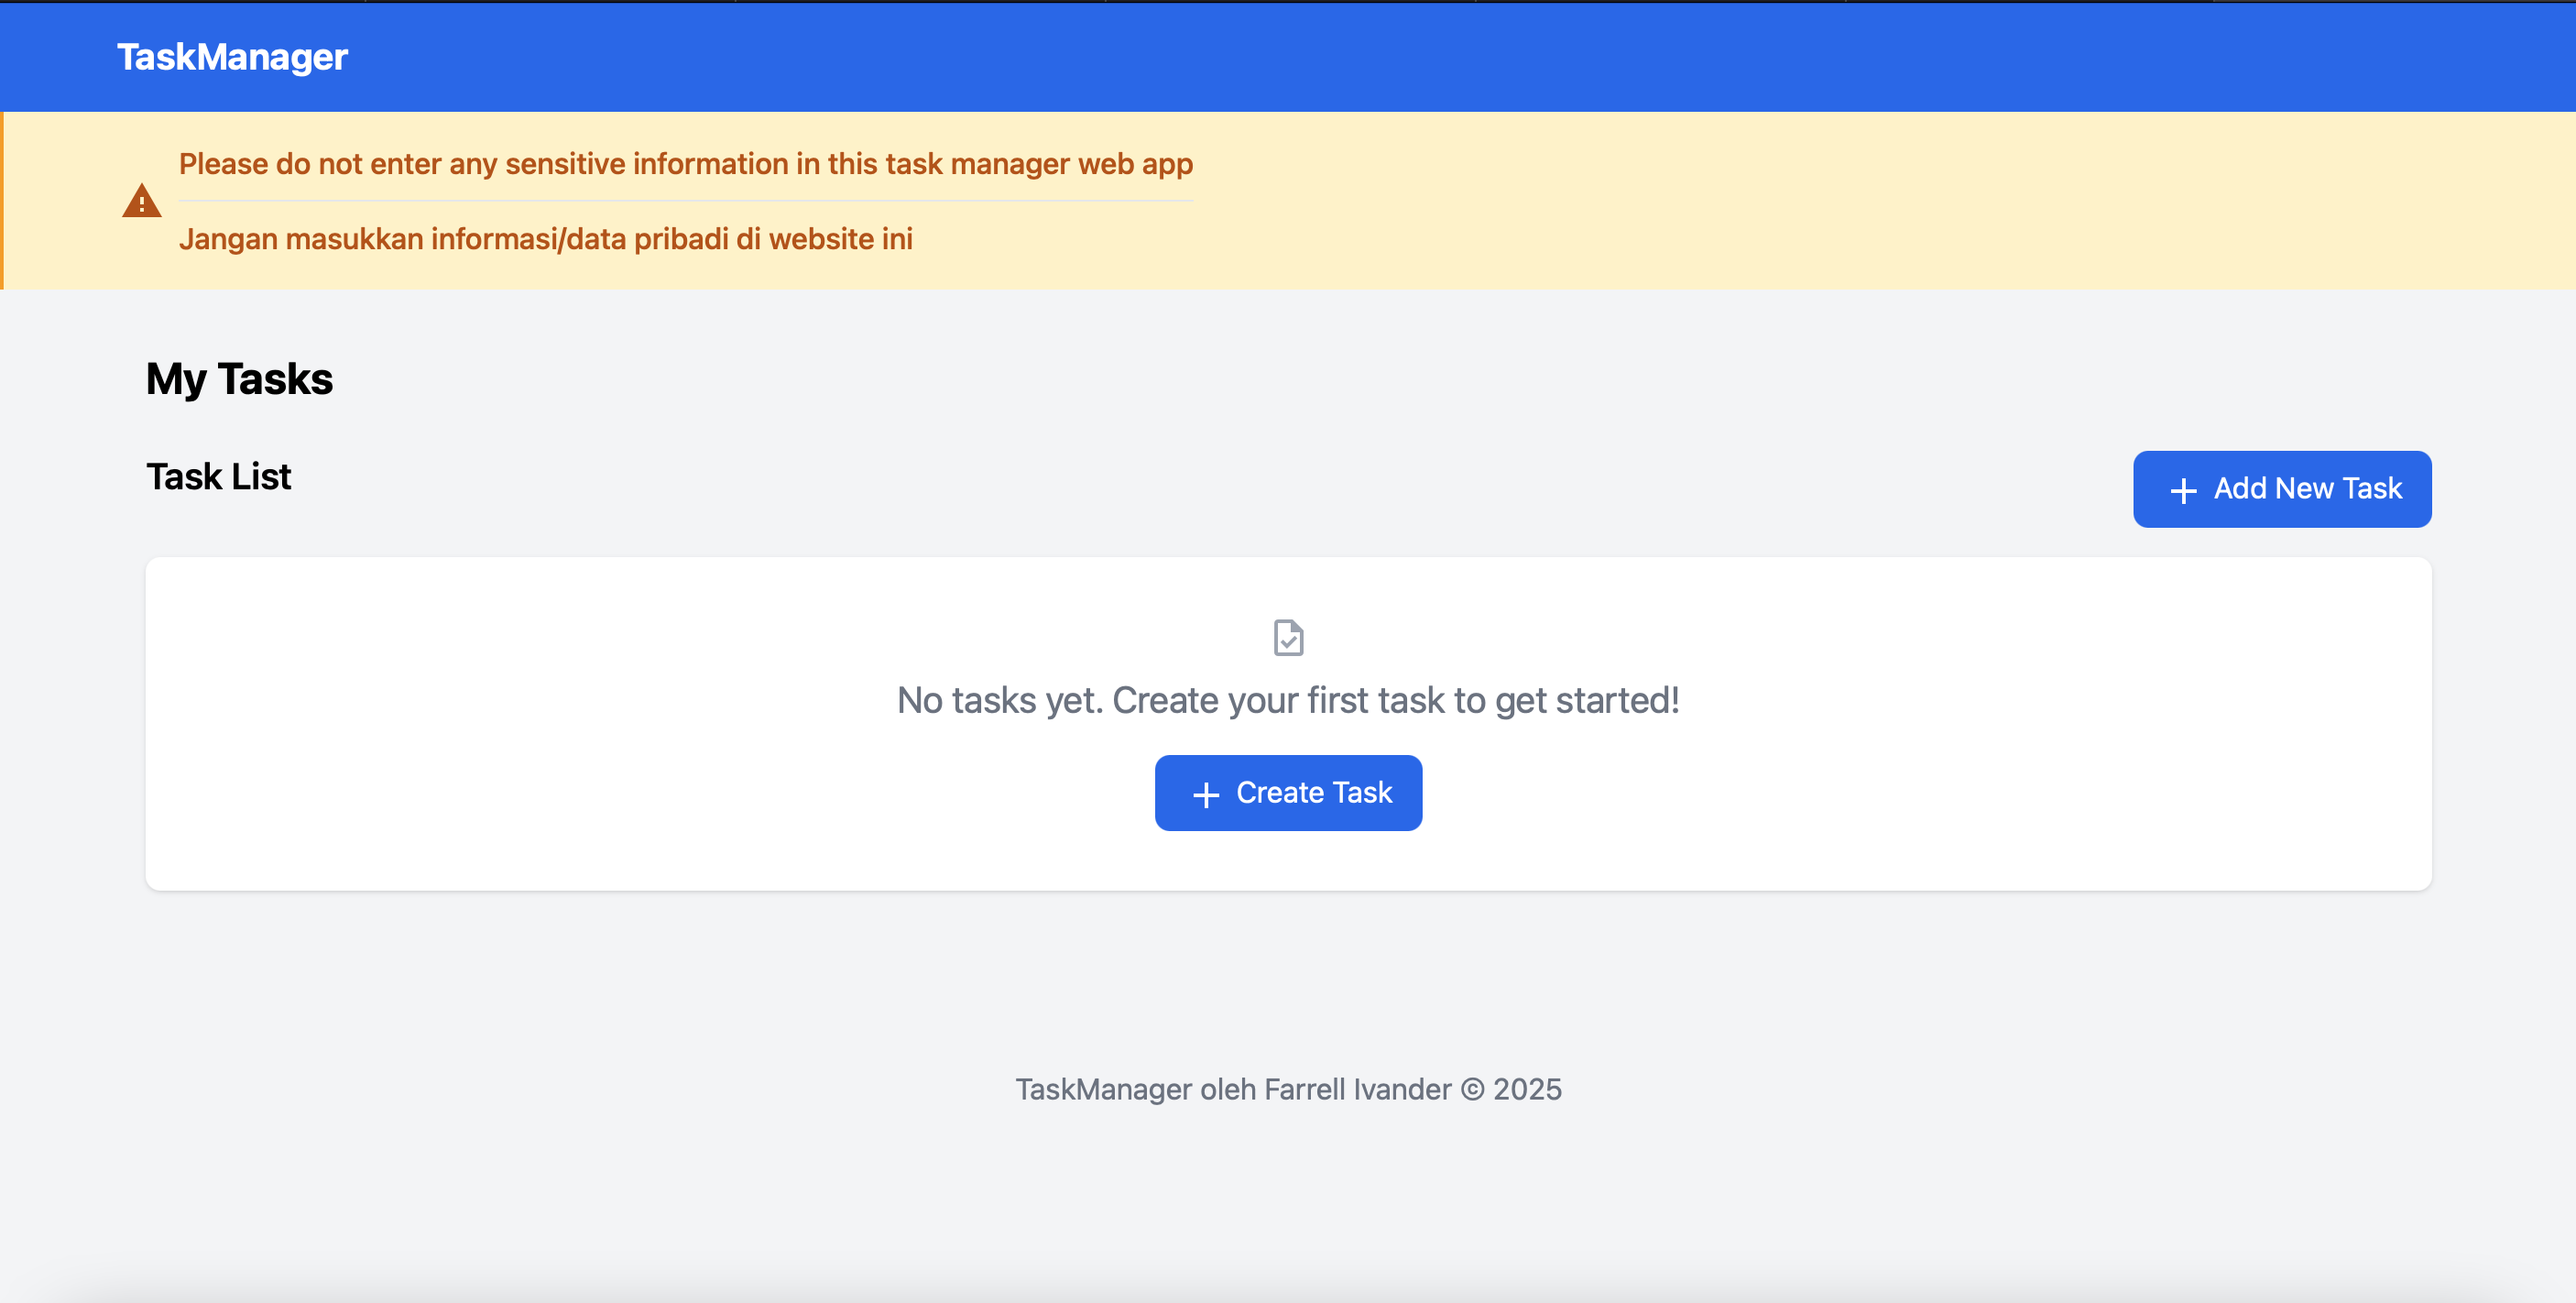 TaskManager
Please do not enter any sensitive information in this task manager web app
Jangan masukkan informasi/data pribadi di website ini
My Tasks
Task List
+ Add New Task
No tasks yet. Create your first task to get started!
+ Create Task
TaskManager oleh Farrell Ivander © 2025